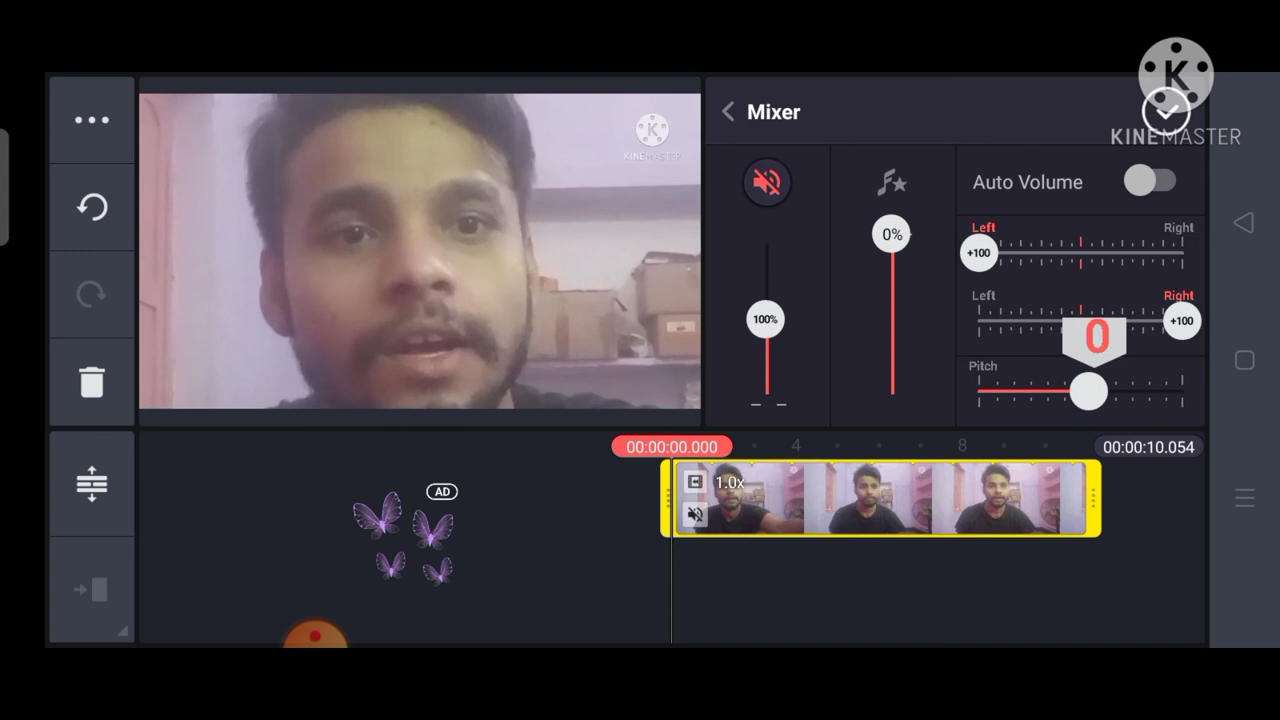 KINEMASTER
Mixer
KINEMASTER
Auto Volume
0%
Left
Right
+100
Left
Right
+100
100%
0
Pitch
00:00:00.000
4
8
00:00:10.054
AD
1.0x